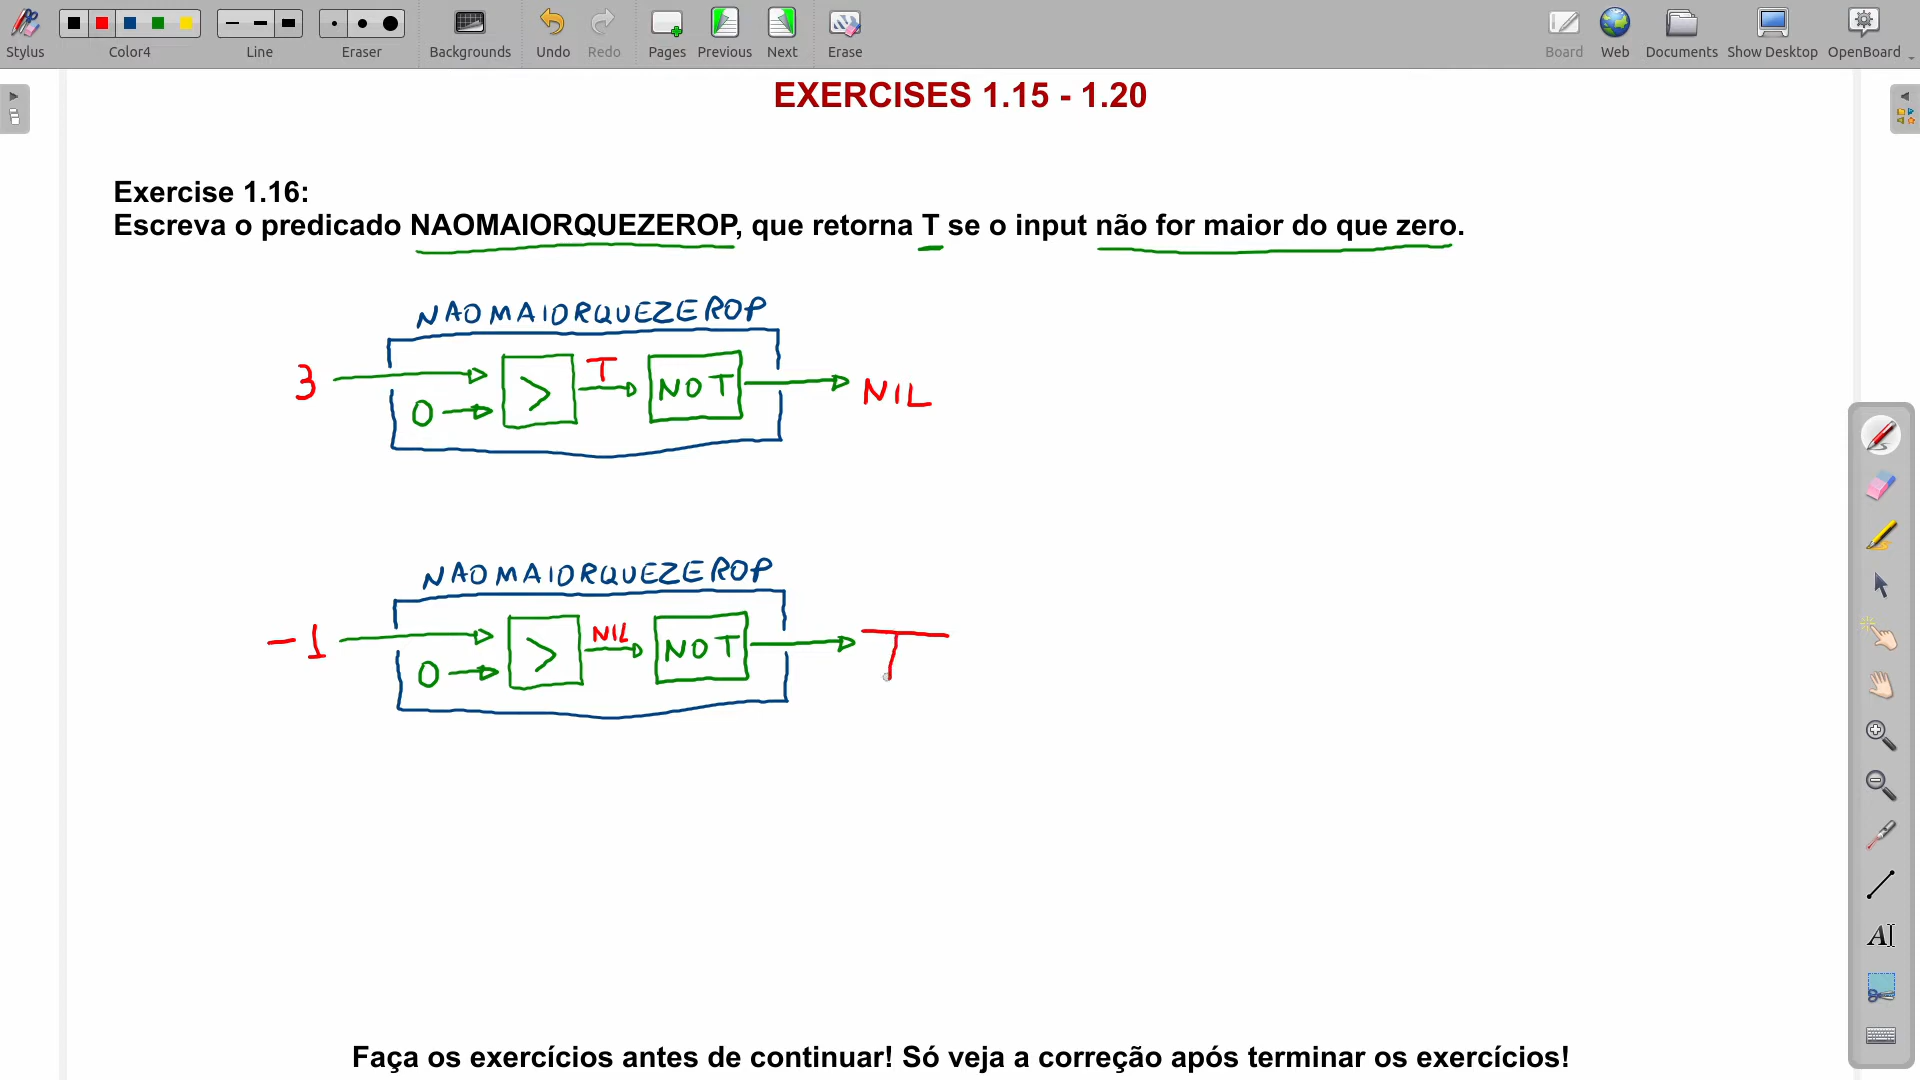 Stylus Color4 Line Eraser Backgrounds Undo Redo Pages Previous Next Erase Board Web Documents Show Desktop OpenBoard
EXERCISES 1.15 - 1.20
Exercise 1.16:
Escreva o predicado NAOMAIORQUEZEROP, que retorna T se o input não for maior do que zero.
NAOMAIORQUEZEROP
3 0 > T NOT NIL
NAOMAIORQUEZEROP
-1 0 > NIL NOT T
Faça os exercícios antes de continuar! Só veja a correção após terminar os exercícios!